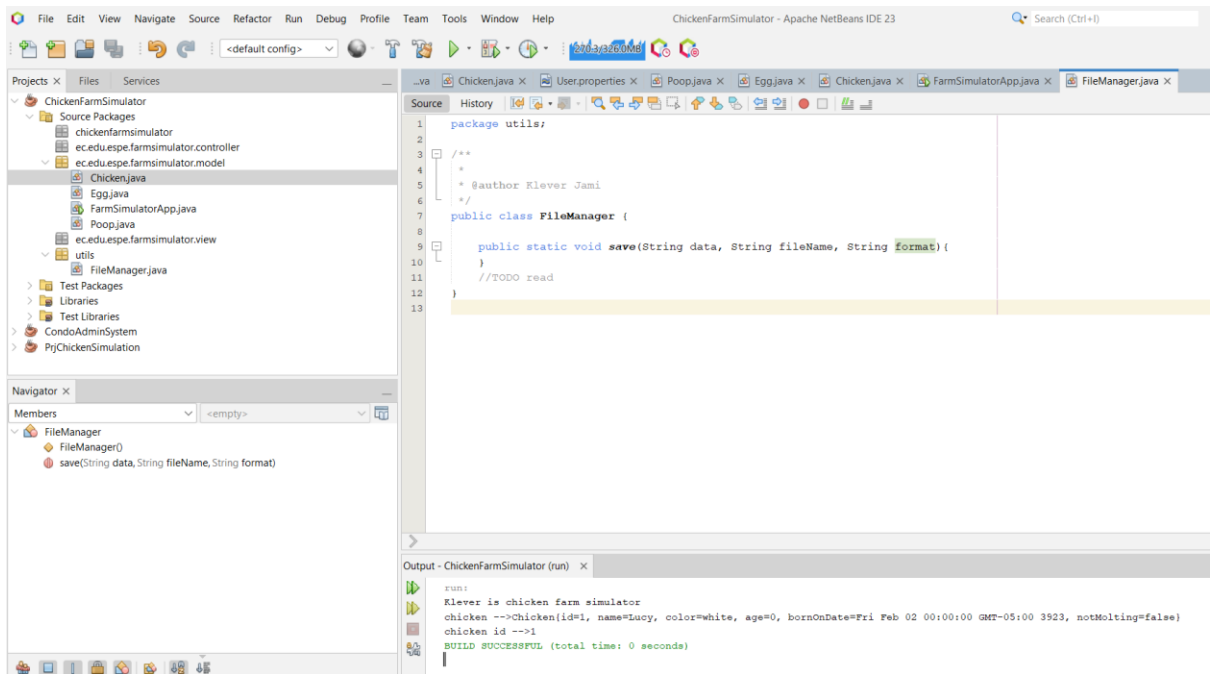 File Edit View Navigate Source Refactor Run Debug Profile Team Tools Window Help ChickenFarmSimulator - Apache NetBeans IDE 23 Search (Ctrl+I)
<default config> 270.3/326.0MB
Projects Files Services
ChickenFarmSimulator
Source Packages
chickenfarmsimulator
ec.edu.espe.farmsimulator.controller
ec.edu.espe.farmsimulator.model
Chicken.java
Egg.java
FarmSimulatorApp.java
Poop.java
ec.edu.espe.farmsimulator.view
utils
FileManager.java
Test Packages
Libraries
Test Libraries
CondoAdminSystem
PrjChickenSimulation
Navigator
Members <empty>
FileManager
FileManager()
save(String data, String fileName, String format)
...va Chicken.java User.properties Poop.java Egg.java Chicken.java FarmSimulatorApp.java FileManager.java
Source History
1 package utils;
2
3 /**
4 *
5 * @author Klever Jami
6 */
7 public class FileManager {
8
9 public static void save(String data, String fileName, String format){
10 }
11 //TODO read
12 }
13
Output - ChickenFarmSimulator (run)
run:
Klever is chicken farm simulator
chicken -->Chicken{id=1, name=Lucy, color=white, age=0, bornOnDate=Fri Feb 02 00:00:00 GMT-05:00 3923, notMolting=false}
chicken id -->1
BUILD SUCCESSFUL (total time: 0 seconds)